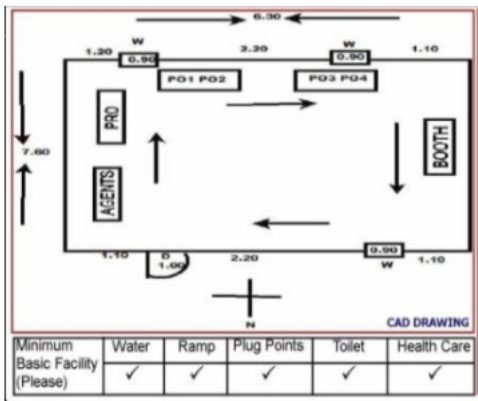 6.30
W
W
1.20
2.20
1.10
0.90
0.90
PO1 PO2
PO3 PO4
PRO
BOOTH
7.60
AGENTS
1.10
D
1.00
2.20
0.90
1.10
W
N
CAD DRAWING
Minimum Basic Facility (Please)
Water
Ramp
Plug Points
Toilet
Health Care
✓ ✓ ✓ ✓ ✓